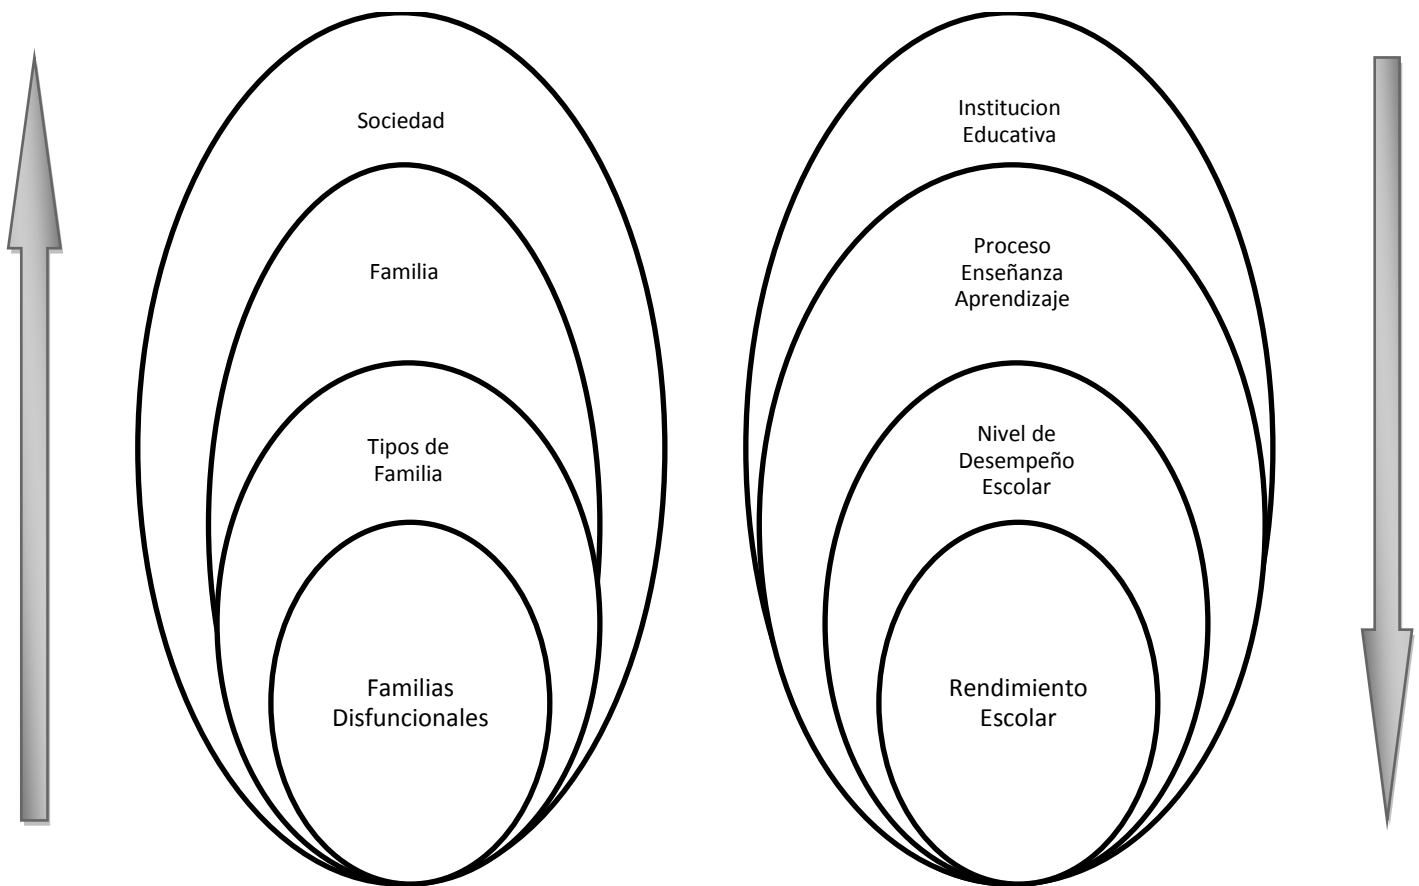 Sociedad
Familia
Tipos de
Familia
Familias
Disfuncionales
Institucion
Educativa
Proceso
Enseñanza
Aprendizaje
Nivel de
Desempeño
Escolar
Rendimiento
Escolar